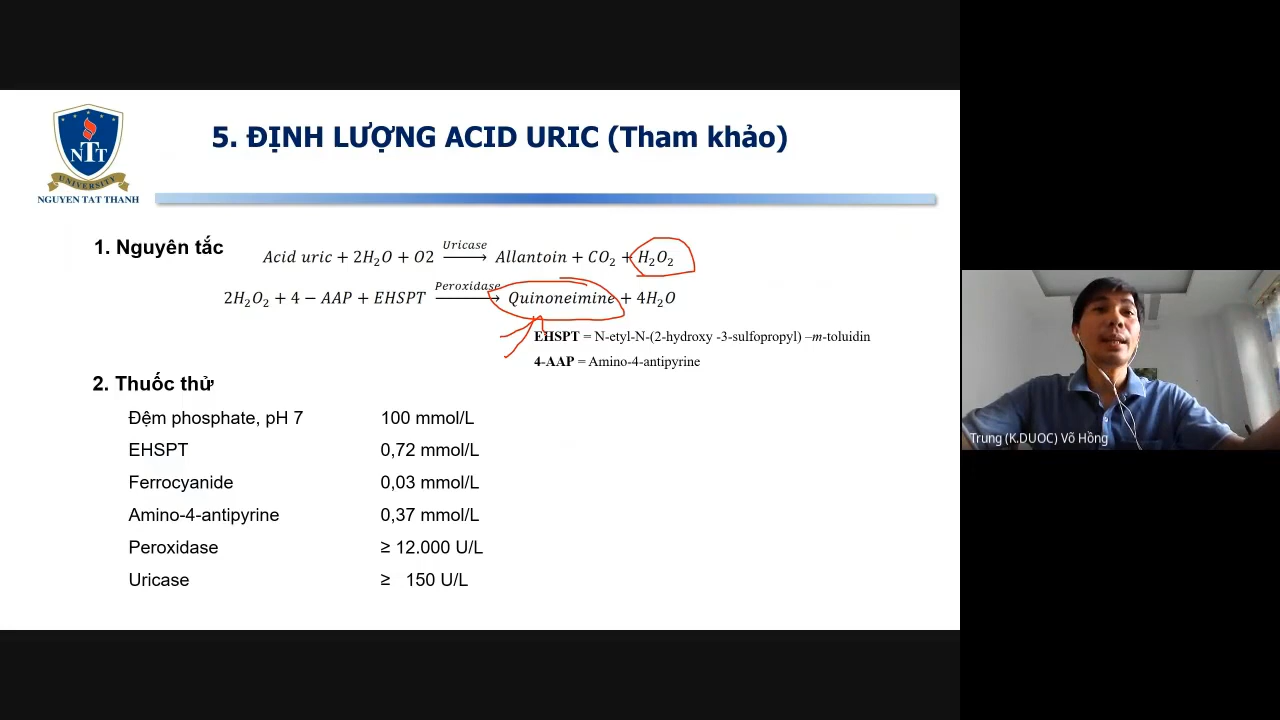 5. ĐỊNH LƯỢNG ACID URIC (Tham khảo)
NTT
UNIVERSITY
NGUYEN TAT THANH
1. Nguyên tắc
Acid uric + 2H₂O + O2 Uricase ⟶ Allantoin + CO₂ + H₂O₂
2H₂O₂ + 4 − AAP + EHSPT Peroxidase ⟶ Quinoneimine + 4H₂O
EHSPT = N-etyl-N-(2-hydroxy -3-sulfopropyl) –m-toluidin
4-AAP = Amino-4-antipyrine
2. Thuốc thử
Đệm phosphate, pH 7 100 mmol/L
EHSPT 0,72 mmol/L
Ferrocyanide 0,03 mmol/L
Amino-4-antipyrine 0,37 mmol/L
Peroxidase ≥ 12.000 U/L
Uricase ≥ 150 U/L
Trung (K.DUOC) Võ Hồng